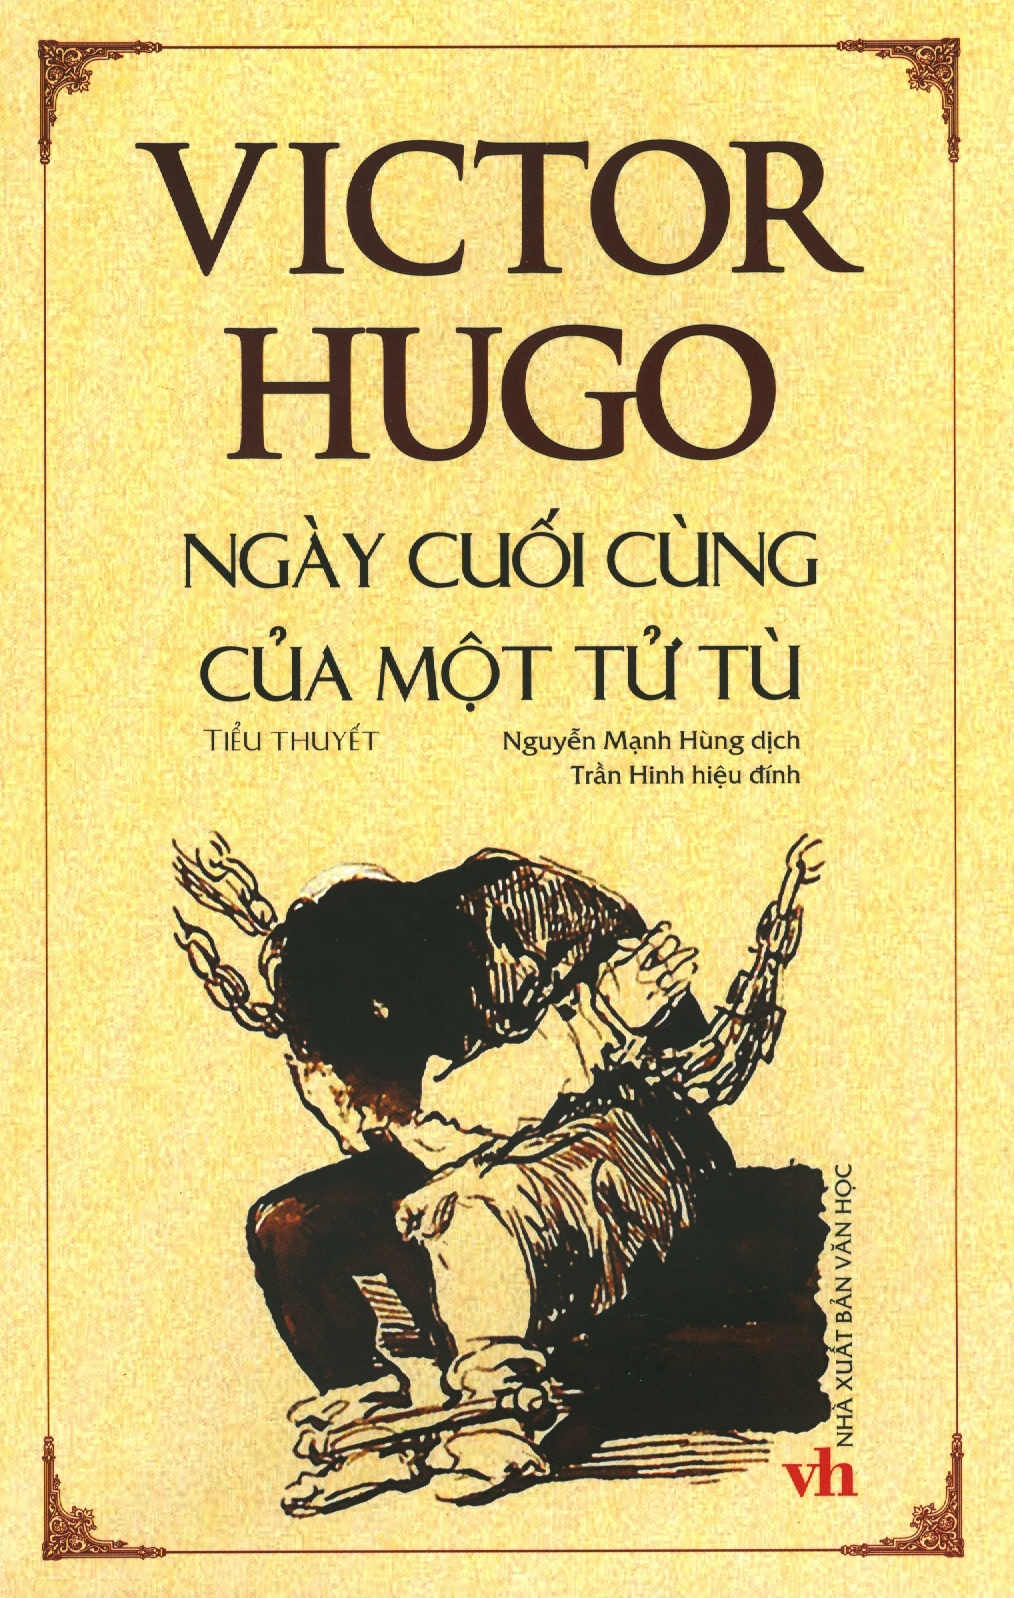 VICTOR
HUGO
NGÀY CUỐI CÙNG
CỦA MỘT TỬ TÙ
TIỂU THUYẾT
Nguyễn Mạnh Hùng dịch
Trần Hinh hiệu đính
NHÀ XUẤT BẢN VĂN HỌC
vh